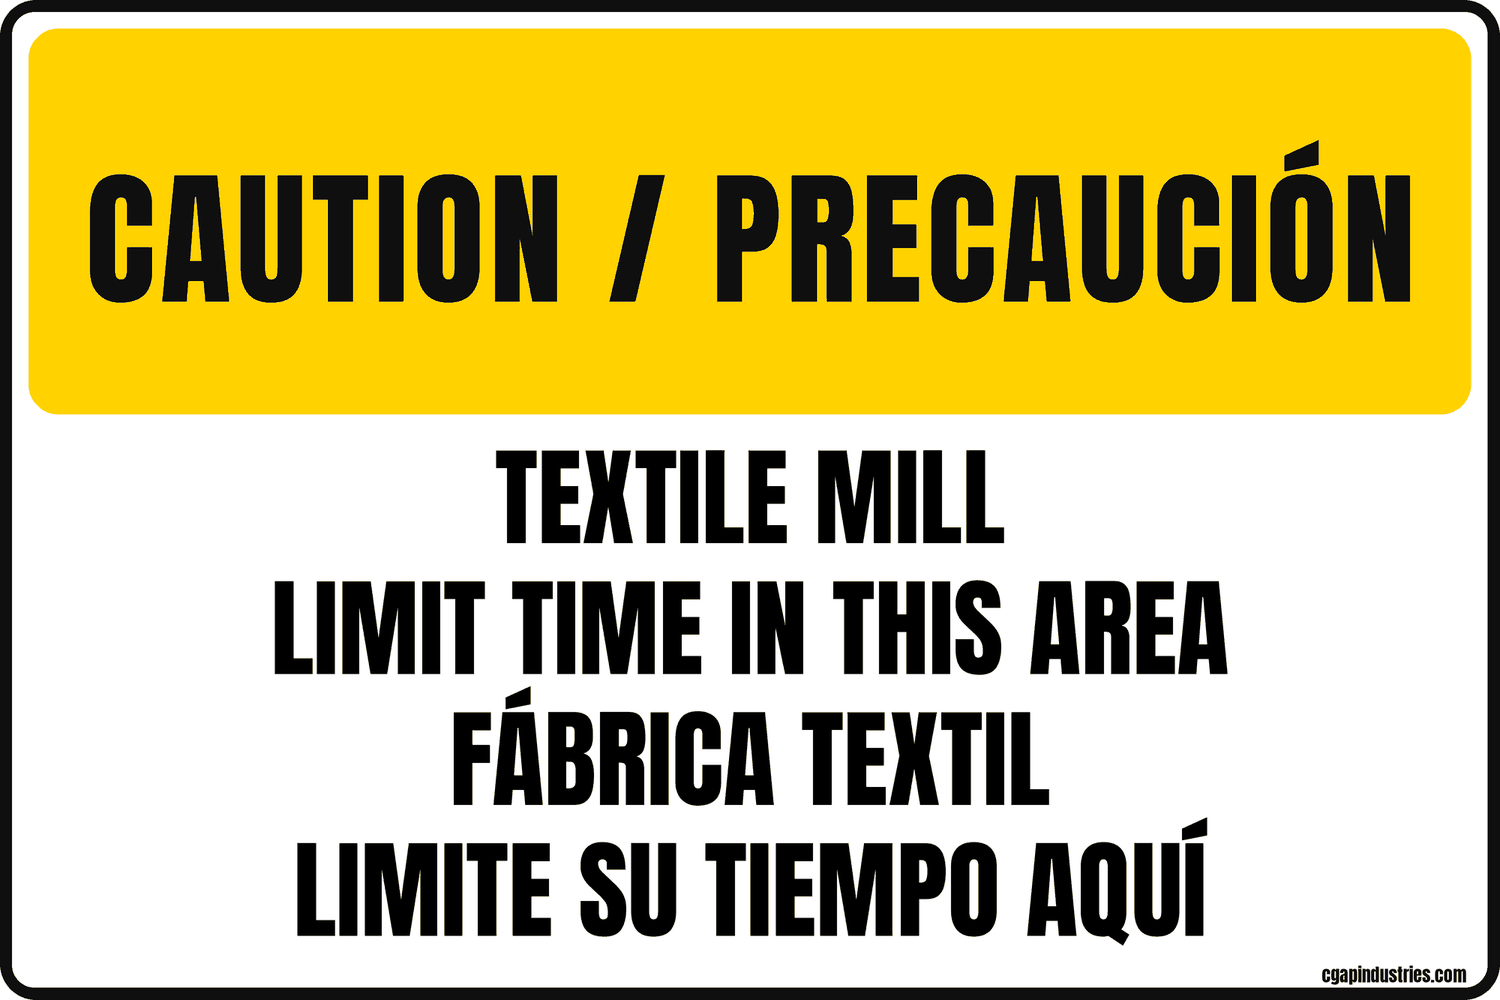 CAUTION / PRECAUCIÓN
TEXTILE MILL
LIMIT TIME IN THIS AREA
FÁBRICA TEXTIL
LIMITE SU TIEMPO AQUÍ
cgapindustries.com